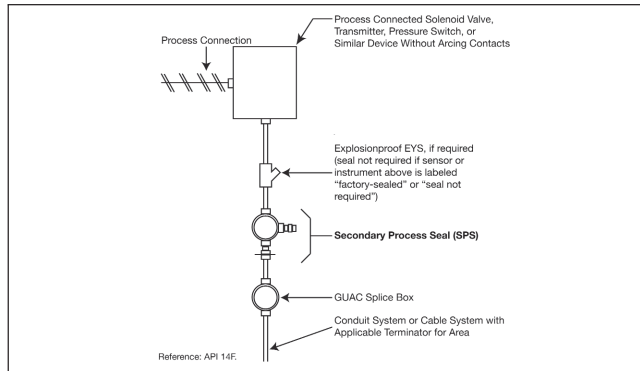 Process Connected Solenoid Valve,
Transmitter, Pressure Switch, or
Similar Device Without Arcing Contacts
Process Connection
Explosionproof EYS, if required
(seal not required if sensor or
instrument above is labeled
“factory-sealed” or “seal not
required”)
Secondary Process Seal (SPS)
GUAC Splice Box
Conduit System or Cable System with
Applicable Terminator for Area
Reference: API 14F.